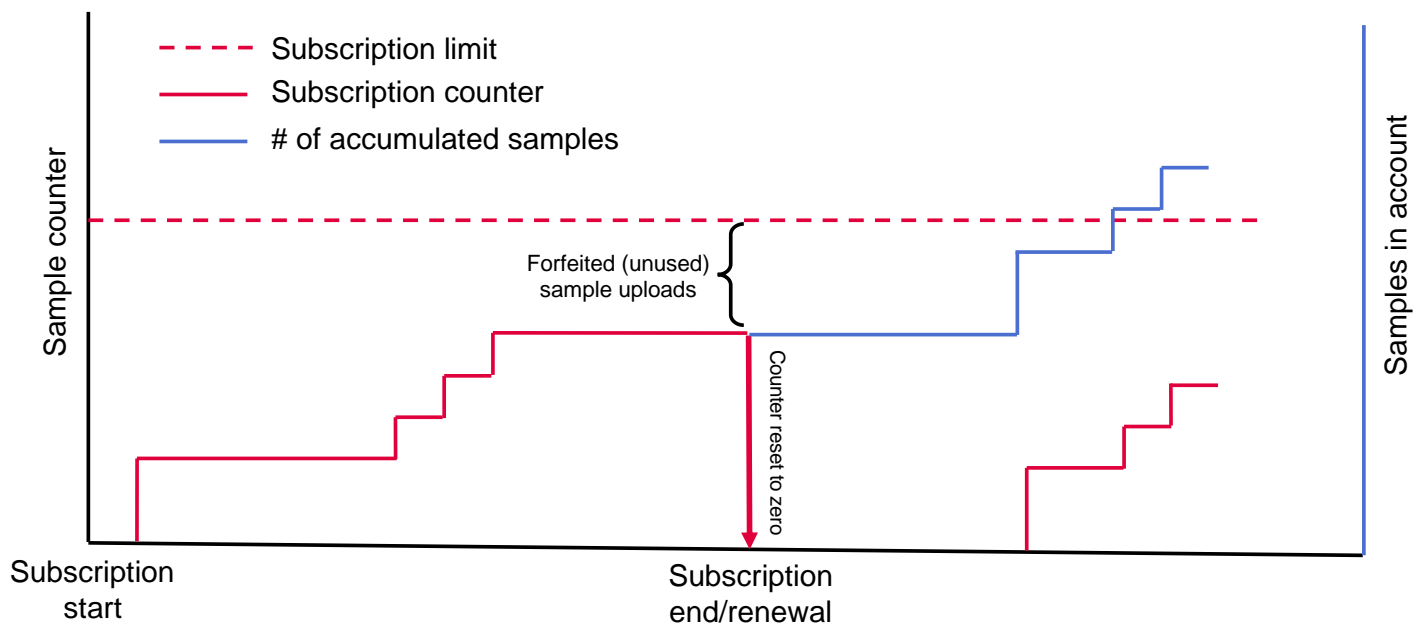 Subscription limit
Subscription counter
# of accumulated samples
Sample counter
Samples in account
Forfeited (unused)
sample uploads
Counter reset to zero
Subscription
start
Subscription
end/renewal